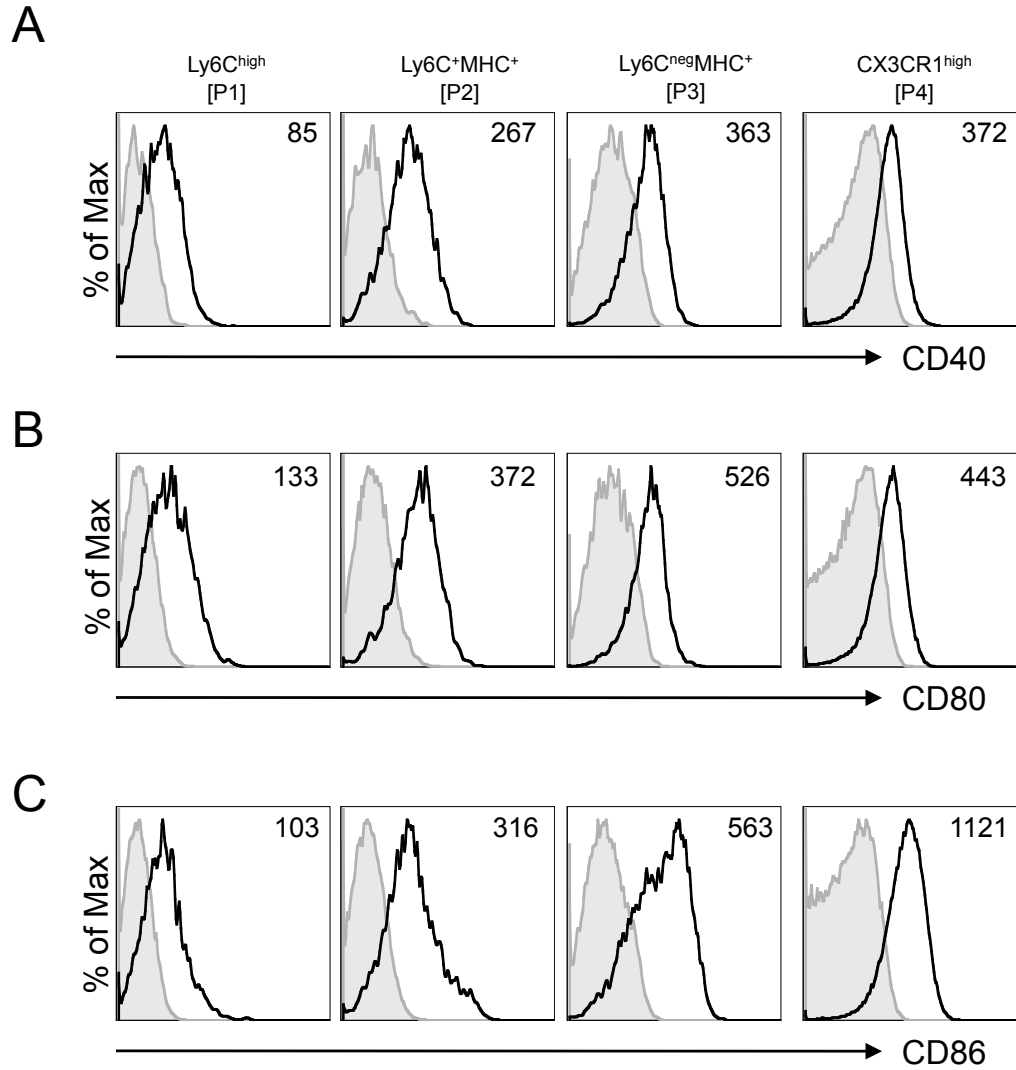 A
Ly6Chigh
[P1]
Ly6C+MHC+
[P2]
Ly6CnegMHC+
[P3]
CX3CR1high
[P4]
% of Max
85
267
363
372
CD40
B
% of Max
133
372
526
443
CD80
C
% of Max
103
316
563
1121
CD86